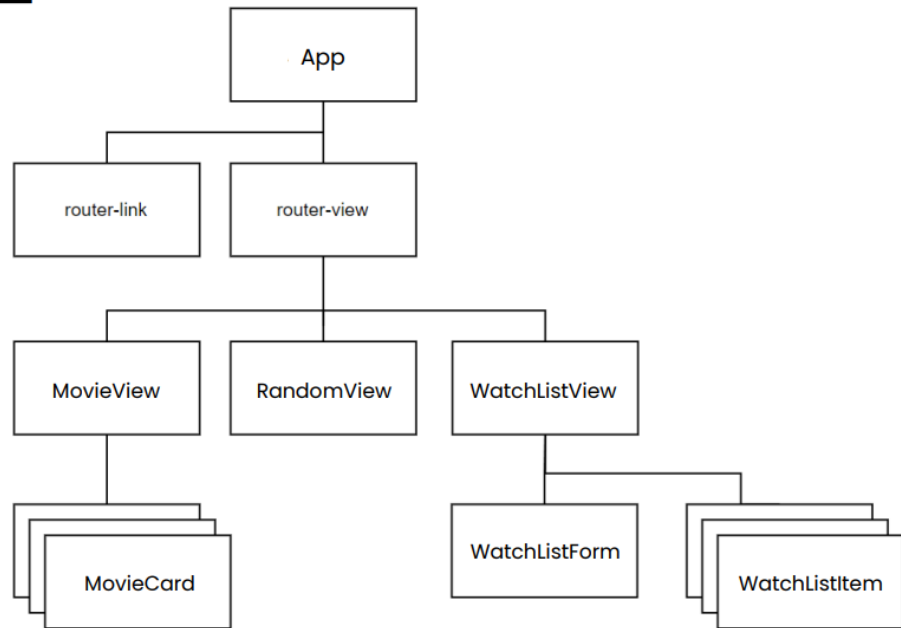 App
router-link
router-view
MovieView
RandomView
WatchListView
MovieCard
WatchListForm
WatchListItem